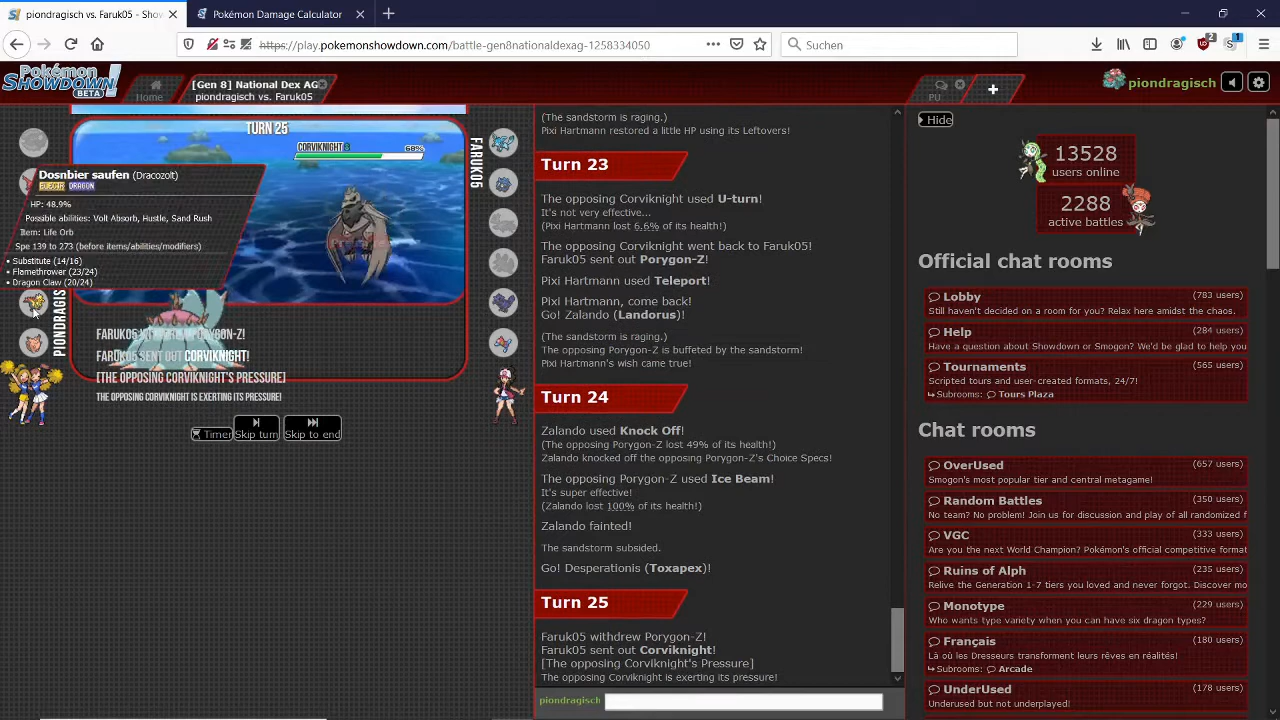 piondragisch vs. Faruk05 - Show
Pokémon Damage Calculator
https://play.pokemonshowdown.com/battle-gen8nationaldexag-1258334050
Suchen
2
1
Pokémon
SHOWDOWN!
BETA
Home
[Gen 8] National Dex AG
piondragisch vs. Faruk05
PU
piondragisch
TURN 25
CORVIKNIGHT
68%
FARUK05
PIONDRAGIS
Dosnbier saufen (Dracozolt)
ELECTR DRAGON
HP: 48.9%
Possible abilities: Volt Absorb, Hustle, Sand Rush
Item: Life Orb
Spe 139 to 273 (before items/abilities/modifiers)
• Substitute (14/16)
• Flamethrower (23/24)
• Dragon Claw (20/24)
FARUK05 SENT OUT CORVIKNIGHT!
[THE OPPOSING CORVIKNIGHT'S PRESSURE]
THE OPPOSING CORVIKNIGHT IS EXERTING ITS PRESSURE!
Timer
Skip turn
Skip to end
(The sandstorm is raging.)
Pixi Hartmann restored a little HP using its Leftovers!
Turn 23
The opposing Corviknight used U-turn!
It's not very effective...
(Pixi Hartmann lost 6.6% of its health!)
The opposing Corviknight went back to Faruk05!
Faruk05 sent out Porygon-Z!
Pixi Hartmann used Teleport!
Pixi Hartmann, come back!
Go! Zalando (Landorus)!
(The sandstorm is raging.)
The opposing Porygon-Z is buffeted by the sandstorm!
Pixi Hartmann's wish came true!
Turn 24
Zalando used Knock Off!
(The opposing Porygon-Z lost 49% of its health!)
Zalando knocked off the opposing Porygon-Z's Choice Specs!
The opposing Porygon-Z used Ice Beam!
It's super effective!
(Zalando lost 100% of its health!)
Zalando fainted!
The sandstorm subsided.
Go! Desperationis (Toxapex)!
Turn 25
Faruk05 withdrew Porygon-Z!
Faruk05 sent out Corviknight!
[The opposing Corviknight's Pressure]
The opposing Corviknight is exerting its pressure!
piondragisch
Hide
13528
users online
2288
active battles
Official chat rooms
Lobby (783 users)
Still haven't decided on a room for you? Relax here amidst the chaos.
Help (284 users)
Have a question about Showdown or Smogon? We'd be glad to help you
Tournaments (565 users)
Scripted tours and user-created formats, 24/7!
Subrooms: Tours Plaza
Chat rooms
OverUsed (657 users)
Smogon's most popular tier and central metagame!
Random Battles (350 users)
No team? No problem! Join us for discussion and play of all randomized f
VGC (333 users)
Are you the next World Champion? Pokémon's official competitive format
Ruins of Alph (235 users)
Relive the Generation 1-7 tiers you loved and never forgot. Discover mo
Monotype (229 users)
Who wants type variety when you can have six dragon types?
Français (180 users)
Là où les Dresseurs transforment leurs rêves en réalités!
Subrooms: Arcade
UnderUsed (178 users)
Underused but not underplayed!